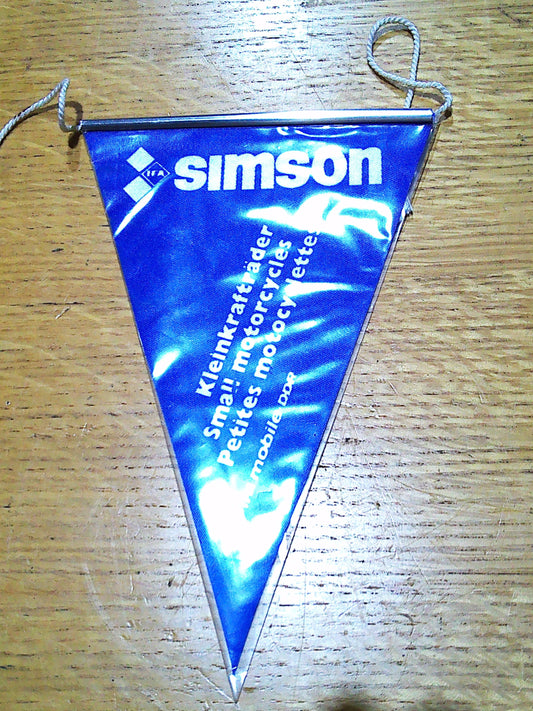 IFA
simson
Kleinkrafträder
Small motorcycles
Petites motocyclettes
mobile DDR